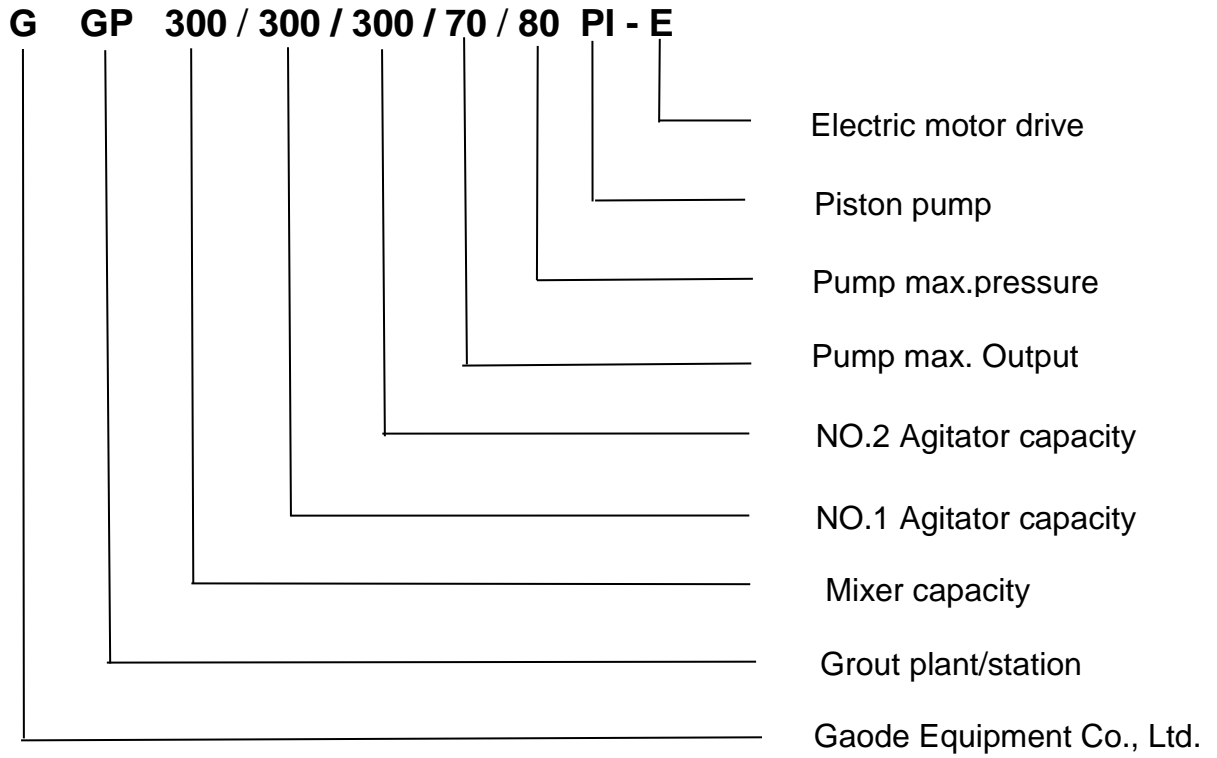 G GP 300 / 300 / 300 / 70 / 80 PI - E
Electric motor drive
Piston pump
Pump max.pressure
Pump max. Output
NO.2 Agitator capacity
NO.1 Agitator capacity
Mixer capacity
Grout plant/station
Gaode Equipment Co., Ltd.